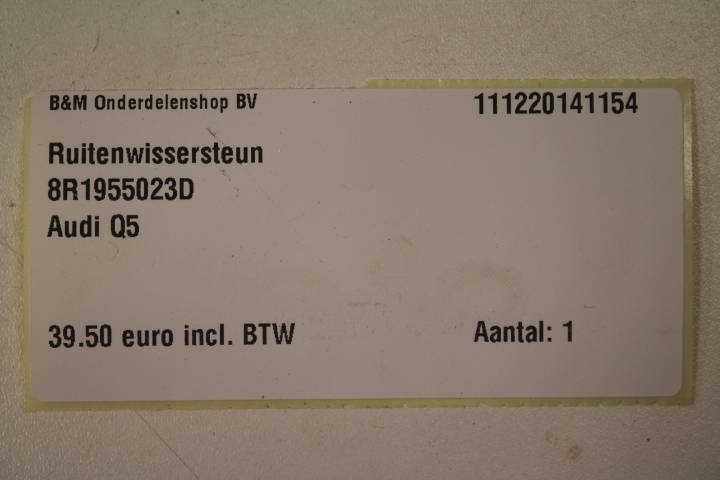 B&M Onderdelenshop BV 111220141154
Ruitenwissersteun
8R1955023D
Audi Q5
39.50 euro incl. BTW Aantal: 1